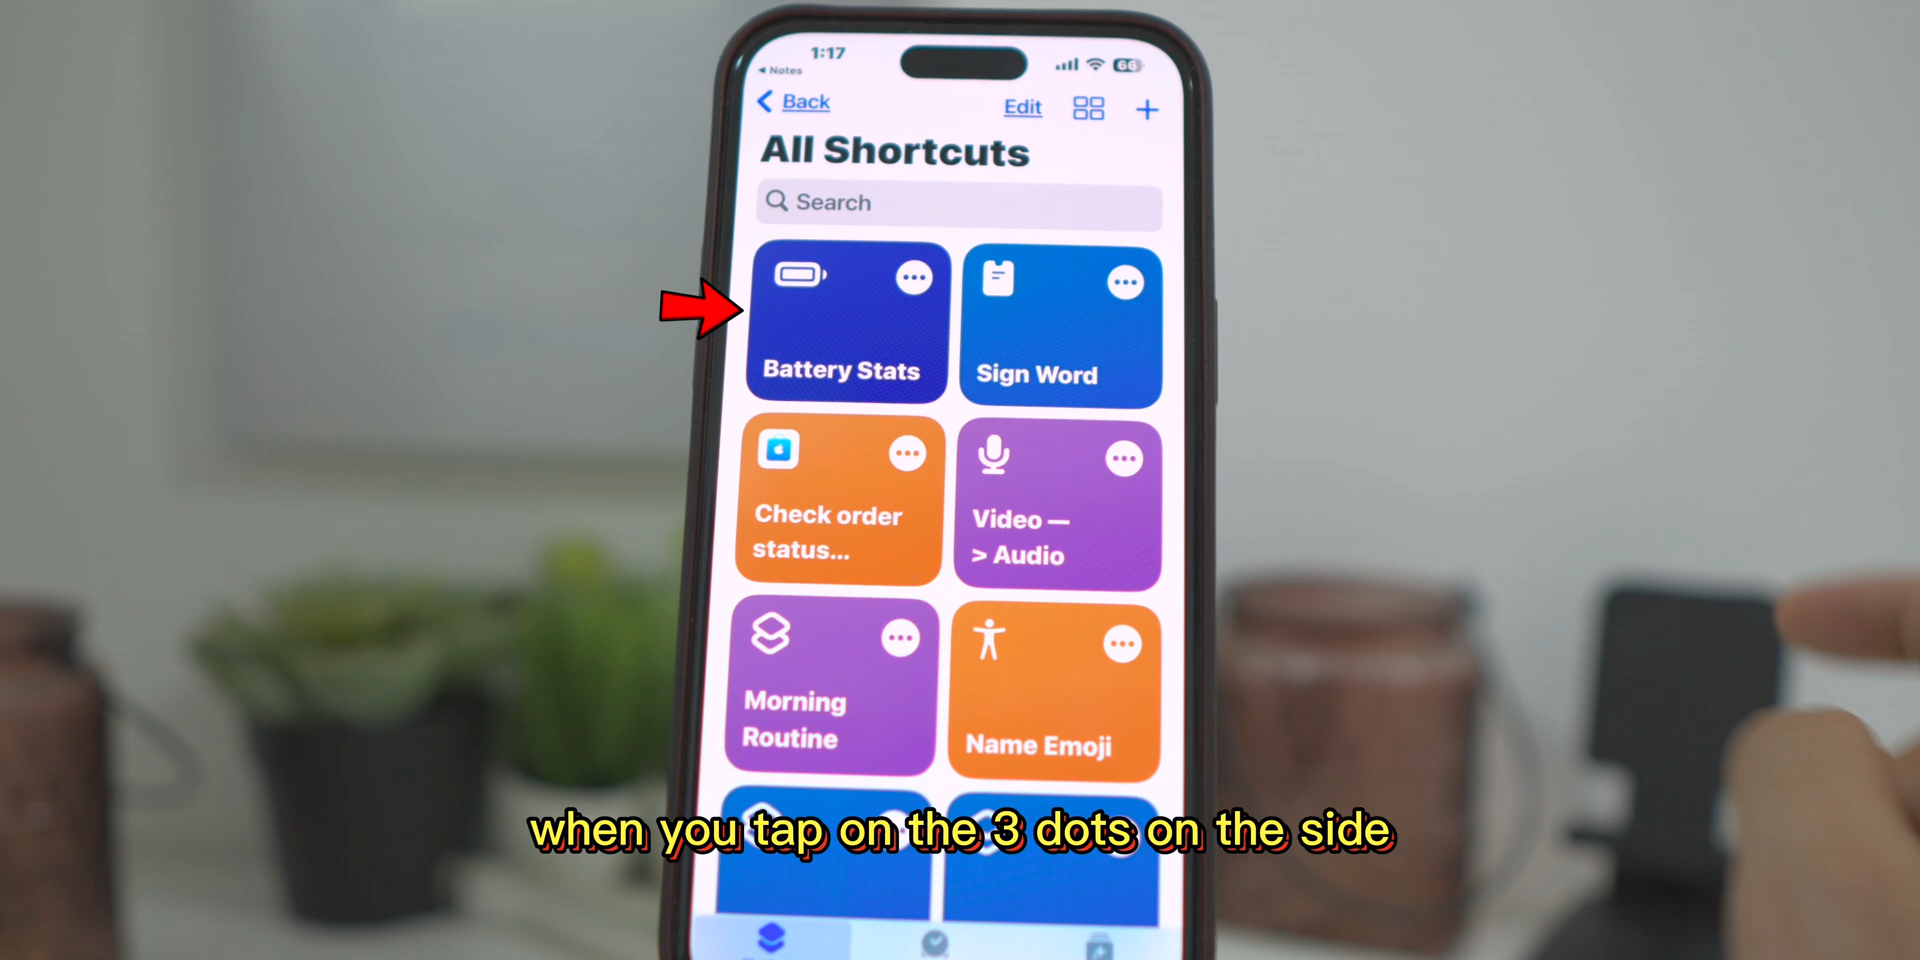 1:17
66
Notes
Back
Edit
All Shortcuts
Search
Battery Stats
Sign Word
Check order
status...
Video —
> Audio
Morning
Routine
Name Emoji
when you tap on the 3 dots on the side